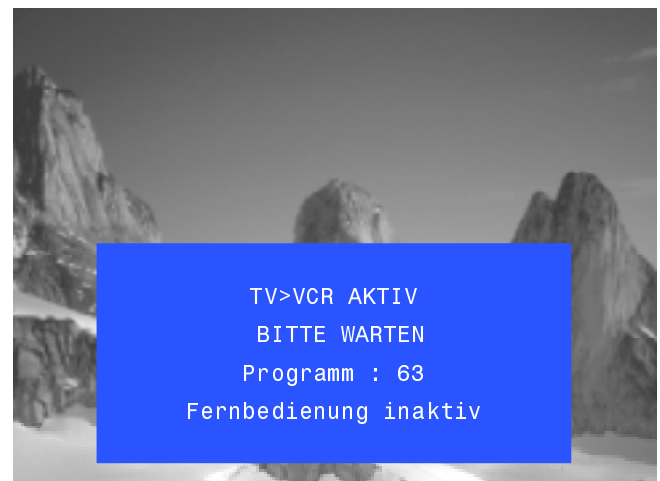 TV>VCR AKTIV
BITTE WARTEN
Programm : 63
Fernbedienung inaktiv